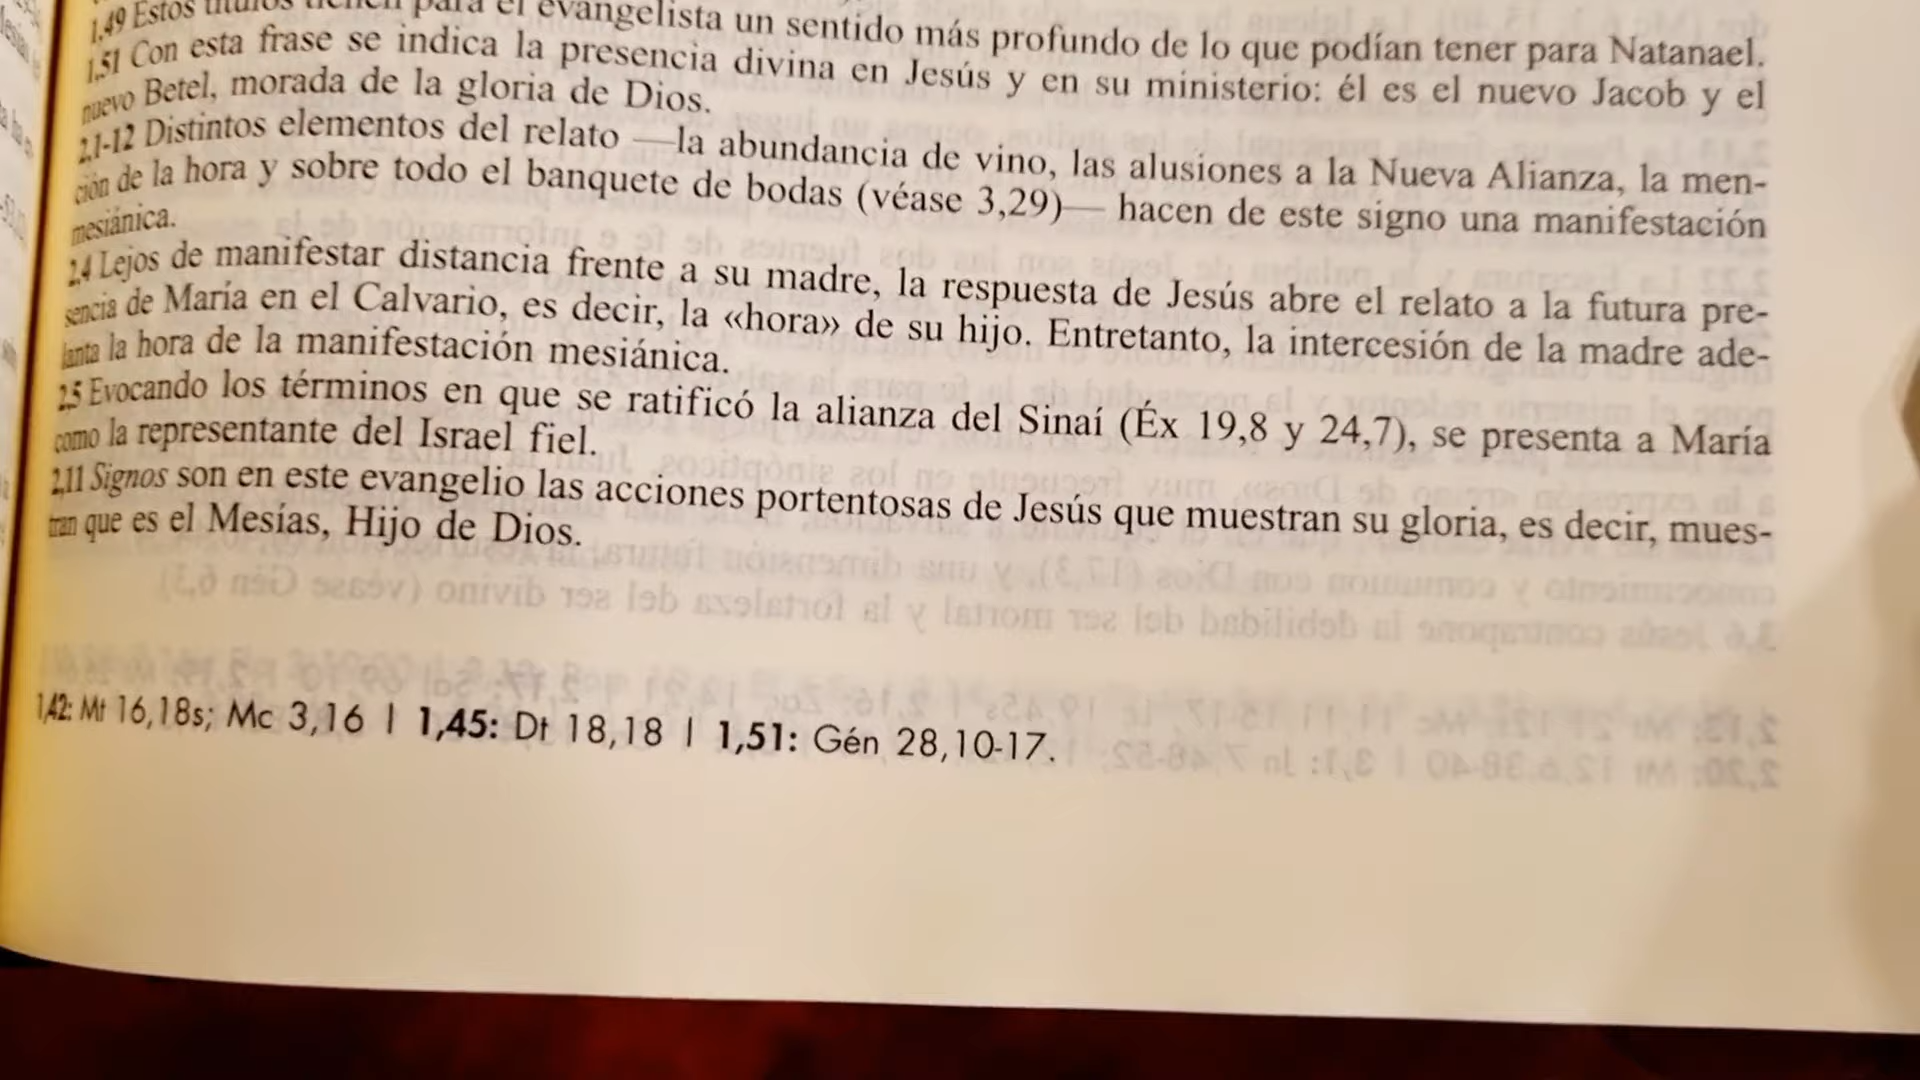 1,49 Estos títulos tienen para el evangelista un sentido más profundo de lo que podían tener para Natanael.
1,51 Con esta frase se indica la presencia divina en Jesús y en su ministerio: él es el nuevo Jacob y el
nuevo Betel, morada de la gloria de Dios.
2,1-12 Distintos elementos del relato —la abundancia de vino, las alusiones a la Nueva Alianza, la men-
ción de la hora y sobre todo el banquete de bodas (véase 3,29)— hacen de este signo una manifestación
mesiánica.
2,4 Lejos de manifestar distancia frente a su madre, la respuesta de Jesús abre el relato a la futura pre-
sencia de María en el Calvario, es decir, la «hora» de su hijo. Entretanto, la intercesión de la madre ade-
lanta la hora de la manifestación mesiánica.
2,5 Evocando los términos en que se ratificó la alianza del Sinaí (Éx 19,8 y 24,7), se presenta a María
como la representante del Israel fiel.
2,11 Signos son en este evangelio las acciones portentosas de Jesús que muestran su gloria, es decir, mues-
tran que es el Mesías, Hijo de Dios.
1,42: Mt 16,18s; Mc 3,16 | 1,45: Dt 18,18 | 1,51: Gén 28,10-17.